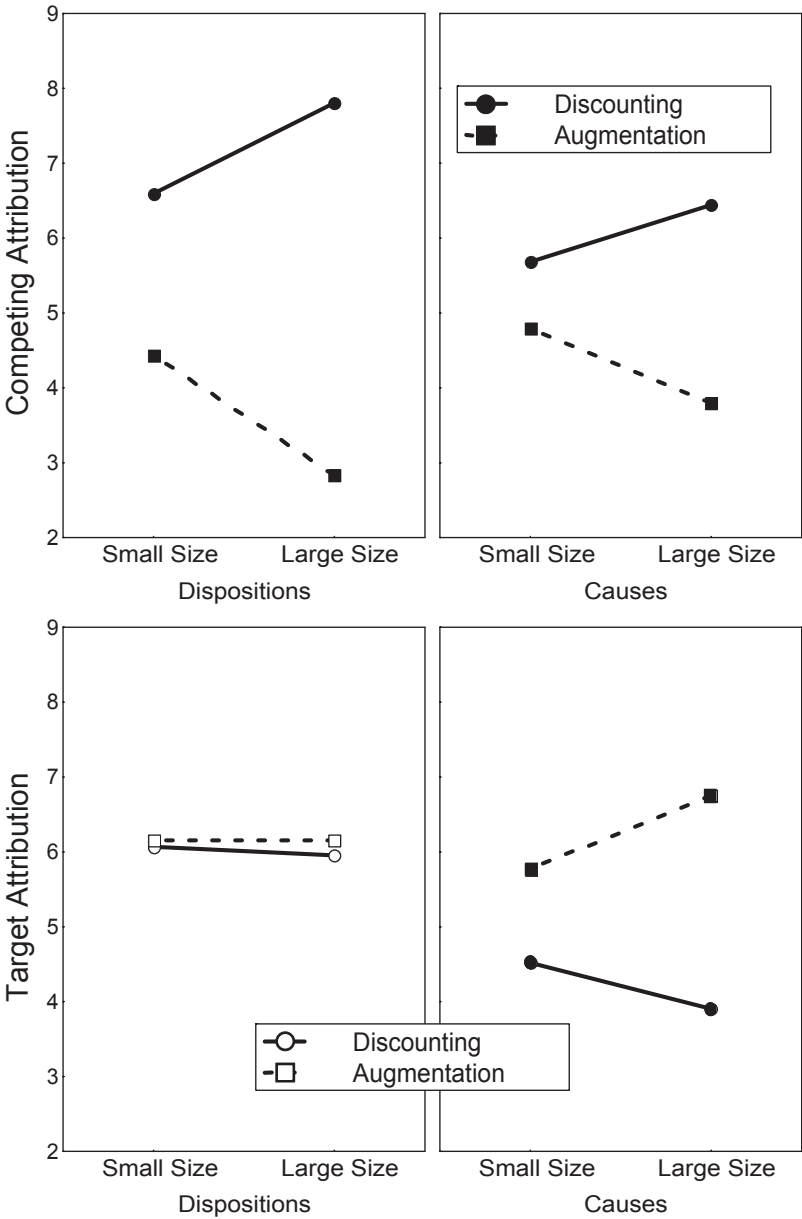 9
8
7
6
5
4
3
2
Competing Attribution
Discounting
Augmentation
Small Size Large Size
Dispositions
Small Size Large Size
Causes
9
8
7
6
5
4
3
2
Target Attribution
Discounting
Augmentation
Small Size Large Size
Dispositions
Small Size Large Size
Causes